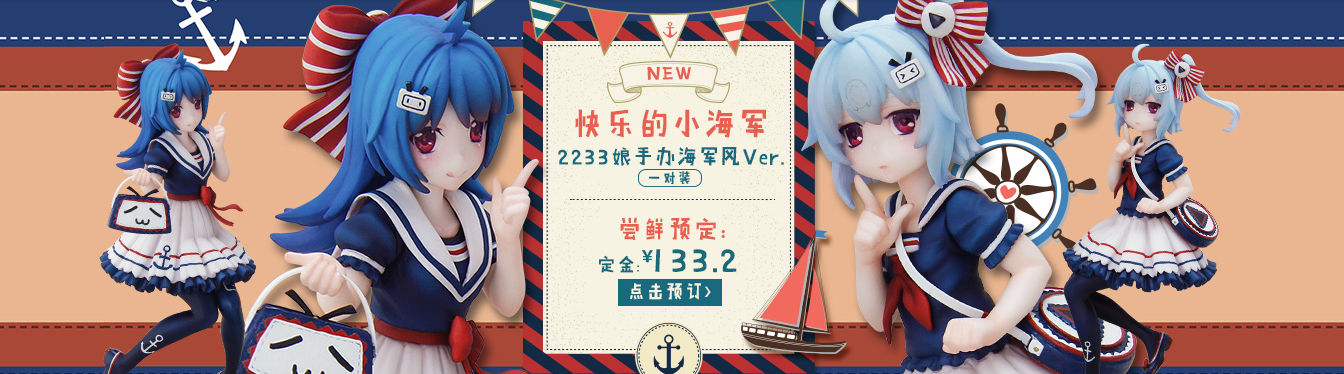 NEW
快乐的小海军
2233娘手办海军风Ver.
一对装
尝鲜预定:
定金:¥133.2
点击预订>